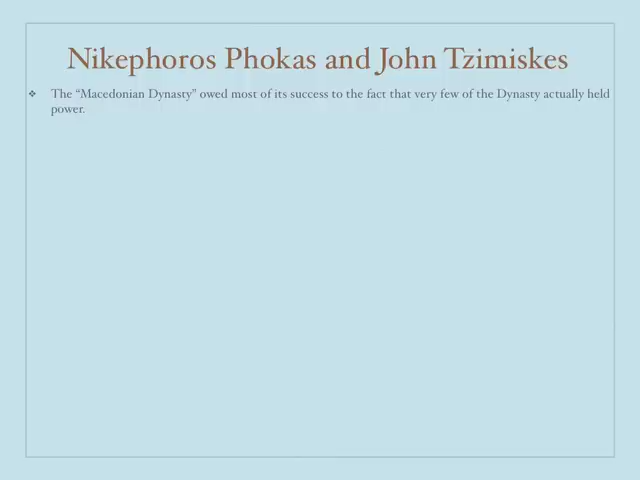 Nikephoros Phokas and John Tzimiskes
❖ The “Macedonian Dynasty” owed most of its success to the fact that very few of the Dynasty actually held
power.